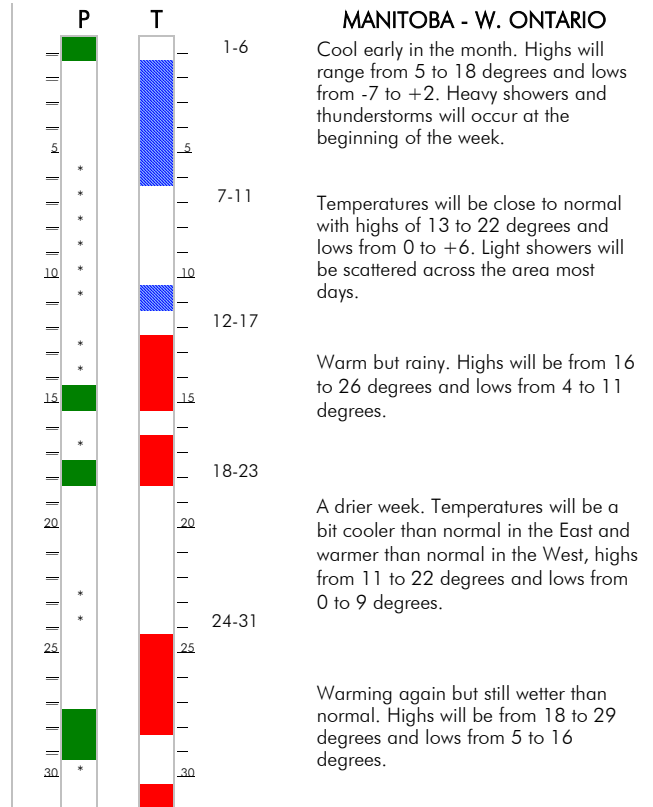 P T MANITOBA - W. ONTARIO
1-6
Cool early in the month. Highs will
range from 5 to 18 degrees and lows
from -7 to +2. Heavy showers and
thunderstorms will occur at the
beginning of the week.
5 5
*
*
7-11
Temperatures will be close to normal
with highs of 13 to 22 degrees and
lows from 0 to +6. Light showers will
be scattered across the area most
days.
*
*
*
10 10
*
12-17
*
*
Warm but rainy. Highs will be from 16
to 26 degrees and lows from 4 to 11
degrees.
15 15
*
18-23
A drier week. Temperatures will be a
bit cooler than normal in the East and
warmer than normal in the West, highs
from 11 to 22 degrees and lows from
0 to 9 degrees.
20 20
*
*
24-31
25 25
Warming again but still wetter than
normal. Highs will be from 18 to 29
degrees and lows from 5 to 16
degrees.
*
30 30